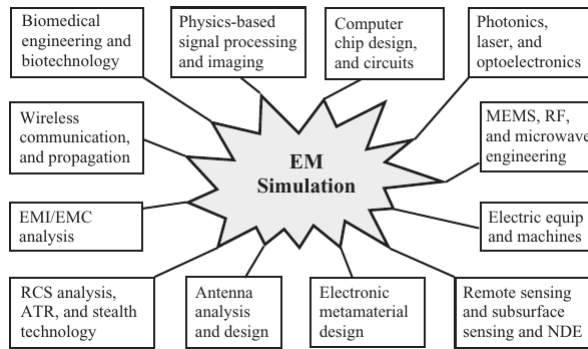 Biomedical
engineering and
biotechnology
Physics-based
signal processing
and imaging
Computer
chip design,
and circuits
Photonics,
laser, and
optoelectronics
Wireless
communication,
and propagation
EM
Simulation
MEMS, RF,
and microwave
engineering
EMI/EMC
analysis
Electric equip
and machines
RCS analysis,
ATR, and stealth
technology
Antenna
analysis
and design
Electronic
metamaterial
design
Remote sensing
and subsurface
sensing and NDE